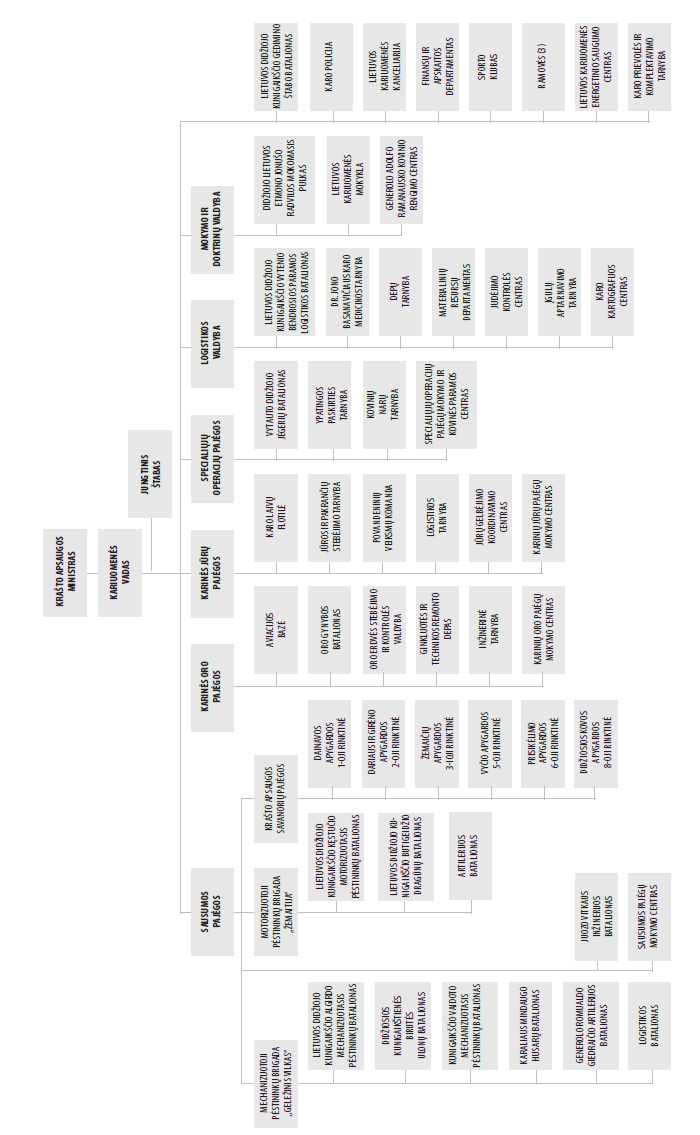 KRAŠTO APSAUGOS
MINISTRAS
KARIUOMENĖS
VADAS
JUNGTINIS
ŠTABAS
SAUSUMOS
PAJĖGOS
KARINĖS ORO
PAJĖGOS
KARINĖS JŪRŲ
PAJĖGOS
SPECIALIŲJŲ
OPERACIJŲ PAJĖGOS
LOGISTIKOS
VALDYBA
MOKYMO IR
DOKTRINŲ VALDYBA
MECHANIZUOTOJI
PĖSTININKŲ BRIGADA
„GELEŽINIS VILKAS“
LIETUVOS DIDŽIOJO
KUNIGAIKŠČIO ALGIRDO
MECHANIZUOTASIS
PĖSTININKŲ BATALIONAS
DIDŽIOSIOS
KUNIGAIKŠTIENĖS
BIRUTĖS
ULONŲ BATALIONAS
KUNIGAIKŠČIO VAIDOTO
MECHANIZUOTASIS
PĖSTININKŲ BATALIONAS
KARALIAUS MINDAUGO
HUSARŲ BATALIONAS
GENEROLO ROMUALDO
GIEDRAIČIO ARTILERIJOS
BATALIONAS
LOGISTIKOS
BATALIONAS
JUOZO VITKAUS
INŽINERIJOS
BATALIONAS
SAUSUMOS PAJĖGŲ
MOKYMO CENTRAS
MOTORIZUOTOJI
PĖSTININKŲ BRIGADA
„ŽEMAITIJA“
LIETUVOS DIDŽIOJO
KUNIGAIKŠČIO KĘSTUČIO
MOTORIZUOTASIS
PĖSTININKŲ BATALIONAS
LIETUVOS DIDŽIOJO KU-
NIGAIKŠČIO BUTIGEIDŽIO
DRAGŪNŲ BATALIONAS
ARTILERIJOS
BATALIONAS
KRAŠTO APSAUGOS
SAVANORIŲ PAJĖGOS
DAINAVOS
APYGARDOS
1-OJI RINKTINĖ
DARIAUS IR GIRĖNO
APYGARDOS
2-OJI RINKTINĖ
ŽEMAIČIŲ
APYGARDOS
3-IOJI RINKTINĖ
VYČIO APYGARDOS
5-OJI RINKTINĖ
PRISIKĖLIMO
APYGARDOS
6-OJI RINKTINĖ
DIDŽIOSIOS KOVOS
APYGARDOS
8-OJI RINKTINĖ
AVIACIJOS
BAZĖ
ORO GYNYBOS
BATALIONAS
ORO ERDVĖS STEBĖJIMO
IR KONTROLĖS
VALDYBA
GINKLUOTĖS IR
TECHNIKOS REMONTO
DEPAS
INŽINERINĖ
TARNYBA
KARINIŲ ORO PAJĖGŲ
MOKYMO CENTRAS
KARO LAIVŲ
FLOTILĖ
JŪROS IR PAKRANČIŲ
STEBĖJIMO TARNYBA
POVANDENINIŲ
VEIKSMŲ KOMANDA
LOGISTIKOS
TARNYBA
JŪRŲ GELBĖJIMO
KOORDINAVIMO
CENTRAS
KARINIŲ JŪRŲ PAJĖGŲ
MOKYMO CENTRAS
VYTAUTO DIDŽIOJO
JĖGERIŲ BATALIONAS
YPATINGOS
PASKIRTIES
TARNYBA
KOVINIŲ
NARŲ
TARNYBA
SPECIALIŲJŲ OPERACIJŲ
PAJĖGŲ MOKYMO IR
KOVINĖS PARAMOS
CENTRAS
LIETUVOS DIDŽIOJO
KUNIGAIKŠČIO VYTENIO
BENDROSIOS PARAMOS
LOGISTIKOS BATALIONAS
DR. JONO
BASANAVIČIAUS KARO
MEDICINOS TARNYBA
DEPŲ
TARNYBA
MATERIALINIŲ
RESURSŲ
DEPARTAMENTAS
JUDĖJIMO
KONTROLĖS
CENTRAS
ĮGULŲ
APTARNAVIMO
TARNYBA
KARO
KARTOGRAFIJOS
CENTRAS
DIDŽIOJO LIETUVOS
ETMONO JONUŠO
RADVILOS MOKOMASIS
PULKAS
LIETUVOS
KARIUOMENĖS
MOKYKLA
GENEROLO ADOLFO
RAMANAUSKO KOVINIO
RENGIMO CENTRAS
LIETUVOS DIDŽIOJO
KUNIGAIKŠČIO GEDIMINO
ŠTABO BATALIONAS
KARO POLICIJA
LIETUVOS
KARIUOMENĖS
KANCELIARIJA
FINANSŲ IR
APSKAITOS
DEPARTAMENTAS
SPORTO
KLUBAS
RAMOVĖS (3)
LIETUVOS KARIUOMENĖS
ENERGETINIO SAUGUMO
CENTRAS
KARO PRIEVOLĖS IR
KOMPLEKTAVIMO
TARNYBA